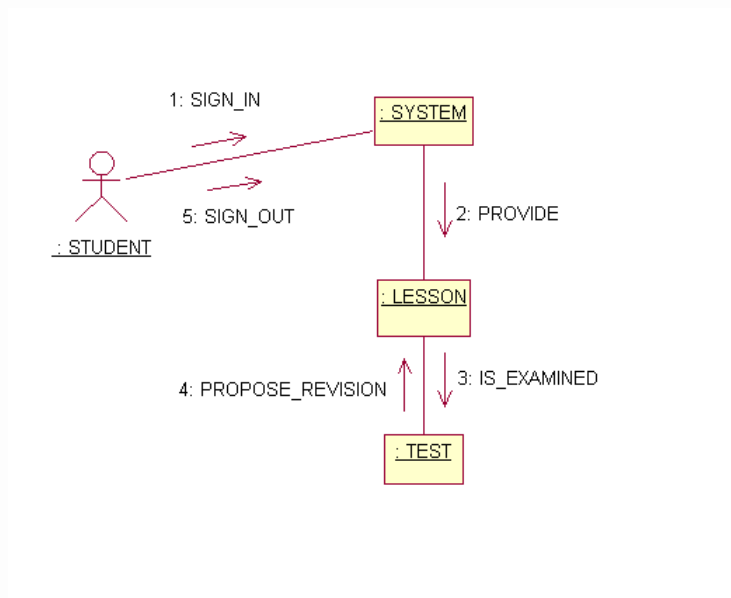 1: SIGN_IN
: SYSTEM
5: SIGN_OUT
: STUDENT
2: PROVIDE
: LESSON
4: PROPOSE_REVISION
3: IS_EXAMINED
: TEST